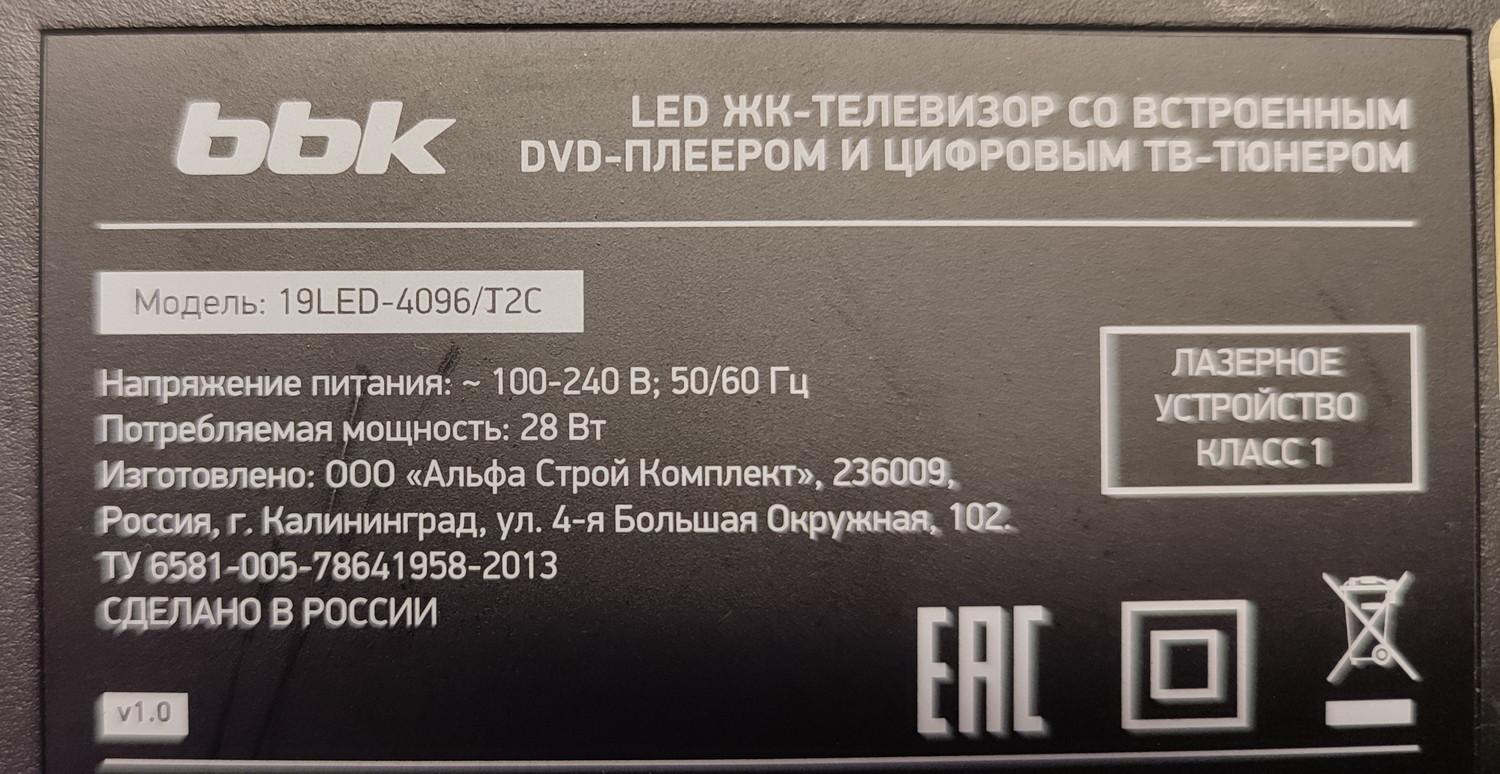 bbk
LED ЖК-ТЕЛЕВИЗОР СО ВСТРОЕННЫМ
DVD-ПЛЕЕРОМ И ЦИФРОВЫМ ТВ-ТЮНЕРОМ
Модель: 19LED-4096/T2C
Напряжение питания: ~ 100-240 В; 50/60 Гц
Потребляемая мощность: 28 Вт
Изготовлено: ООО «Альфа Строй Комплект», 236009,
Россия, г. Калининград, ул. 4-я Большая Окружная, 102.
ТУ 6581-005-78641958-2013
СДЕЛАНО В РОССИИ
ЛАЗЕРНОЕ
УСТРОЙСТВО
КЛАСС 1
EAC
v1.0